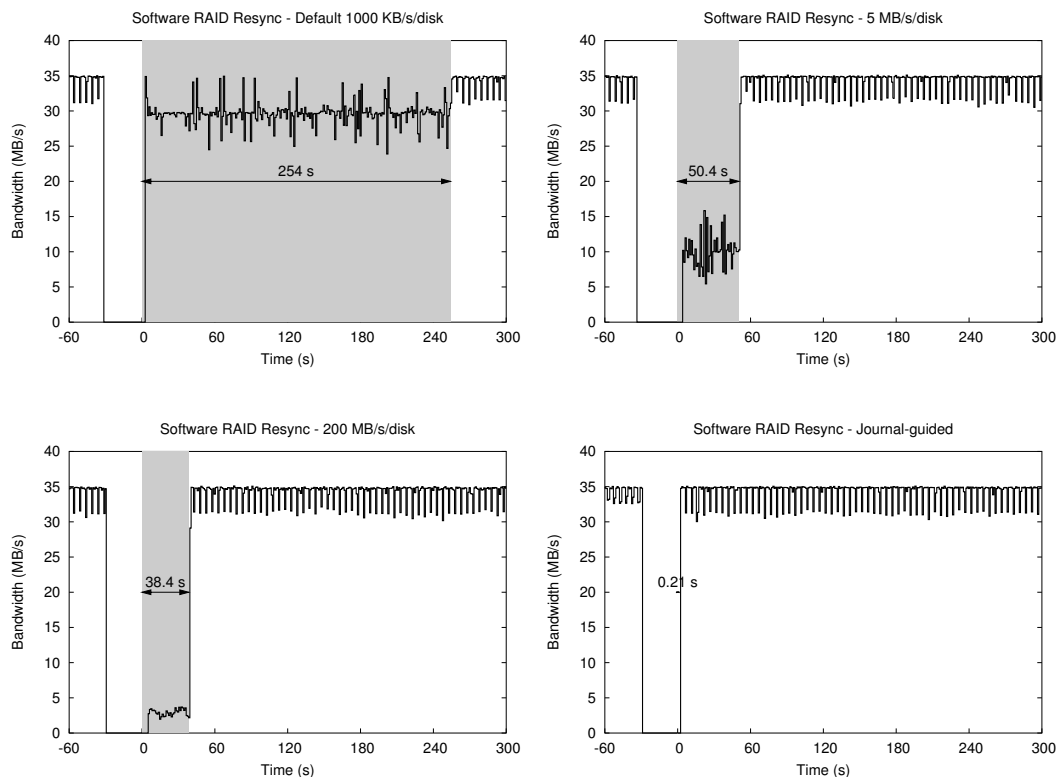 Software RAID Resync - Default 1000 KB/s/disk
40
35
30
25
20
15
10
5
0
Bandwidth (MB/s)
254 s
-60 0 60 120 180 240 300
Time (s)
Software RAID Resync - 5 MB/s/disk
40
35
30
25
20
15
10
5
0
Bandwidth (MB/s)
50.4 s
-60 0 60 120 180 240 300
Time (s)
Software RAID Resync - 200 MB/s/disk
40
35
30
25
20
15
10
5
0
Bandwidth (MB/s)
38.4 s
-60 0 60 120 180 240 300
Time (s)
Software RAID Resync - Journal-guided
40
35
30
25
20
15
10
5
0
Bandwidth (MB/s)
0.21 s
-60 0 60 120 180 240 300
Time (s)